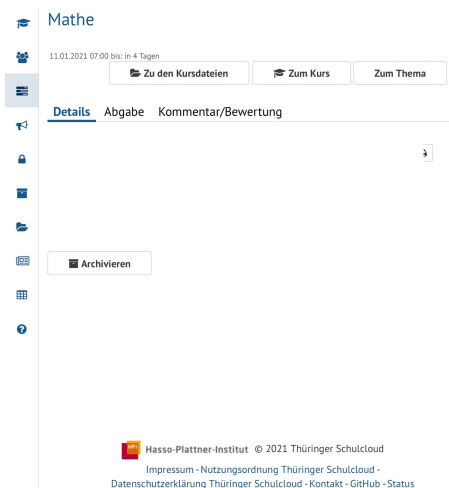 Mathe
11.01.2021 07:00 bis: in 4 Tagen
Zu den Kursdateien Zum Kurs Zum Thema
Details Abgabe Kommentar/Bewertung
Archivieren
HPI Hasso-Plattner-Institut © 2021 Thüringer Schulcloud
Impressum - Nutzungsordnung Thüringer Schulcloud -
Datenschutzerklärung Thüringer Schulcloud - Kontakt - GitHub - Status